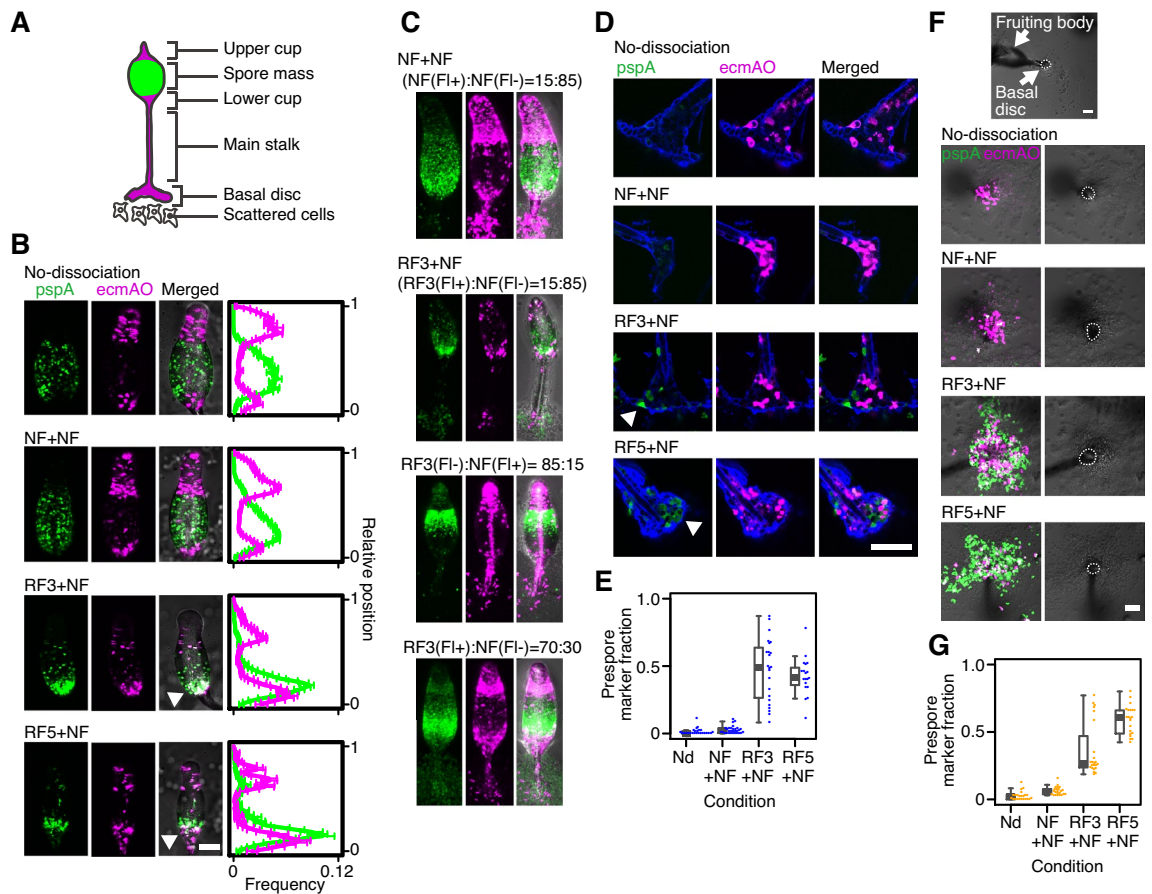 A
Upper cup
Spore mass
Lower cup
Main stalk
Basal disc
Scattered cells
B
No-dissociation
pspA ecmAO Merged
NF+NF
RF3+NF
RF5+NF
1
0
1
0
1
0
1
0
Relative position
0 0.12
Frequency
C
NF+NF
(NF(Fl+):NF(Fl-)=15:85)
RF3+NF
(RF3(Fl+):NF(Fl-)=15:85)
RF3(Fl-):NF(Fl+)= 85:15
RF3(Fl+):NF(Fl-)=70:30
D
No-dissociation
pspA ecmAO Merged
NF+NF
RF3+NF
RF5+NF
E
Prespore
marker fraction
1.0
0.5
0
Nd NF RF3 RF5
+NF +NF +NF
Condition
F
Fruiting body
Basal
disc
No-dissociation
pspA ecmAO
NF+NF
RF3+NF
RF5+NF
G
Prespore
marker fraction
1.0
0.5
0
Nd NF RF3 RF5
+NF +NF +NF
Condition